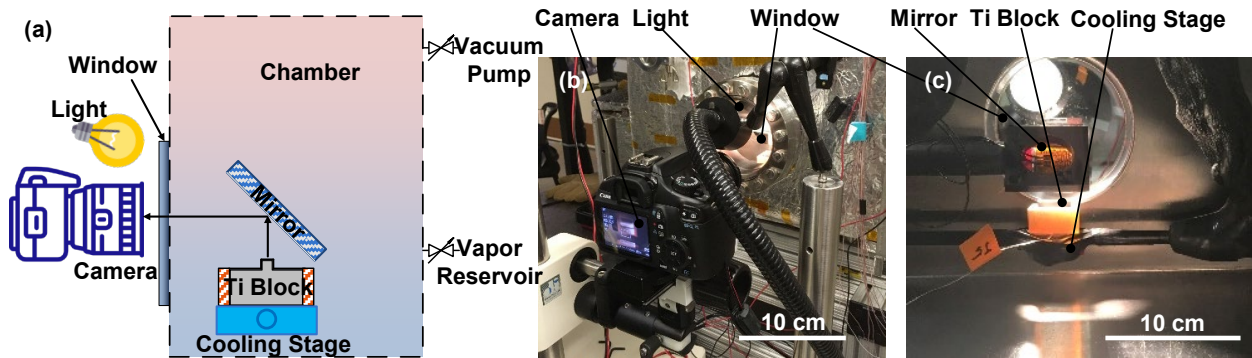 (a)
Window
Light
Camera
Chamber
Mirror
Ti Block
Cooling Stage
Vacuum
Pump
Vapor
Reservoir
Camera Light Window
(b)
10 cm
Mirror Ti Block Cooling Stage
(c)
10 cm